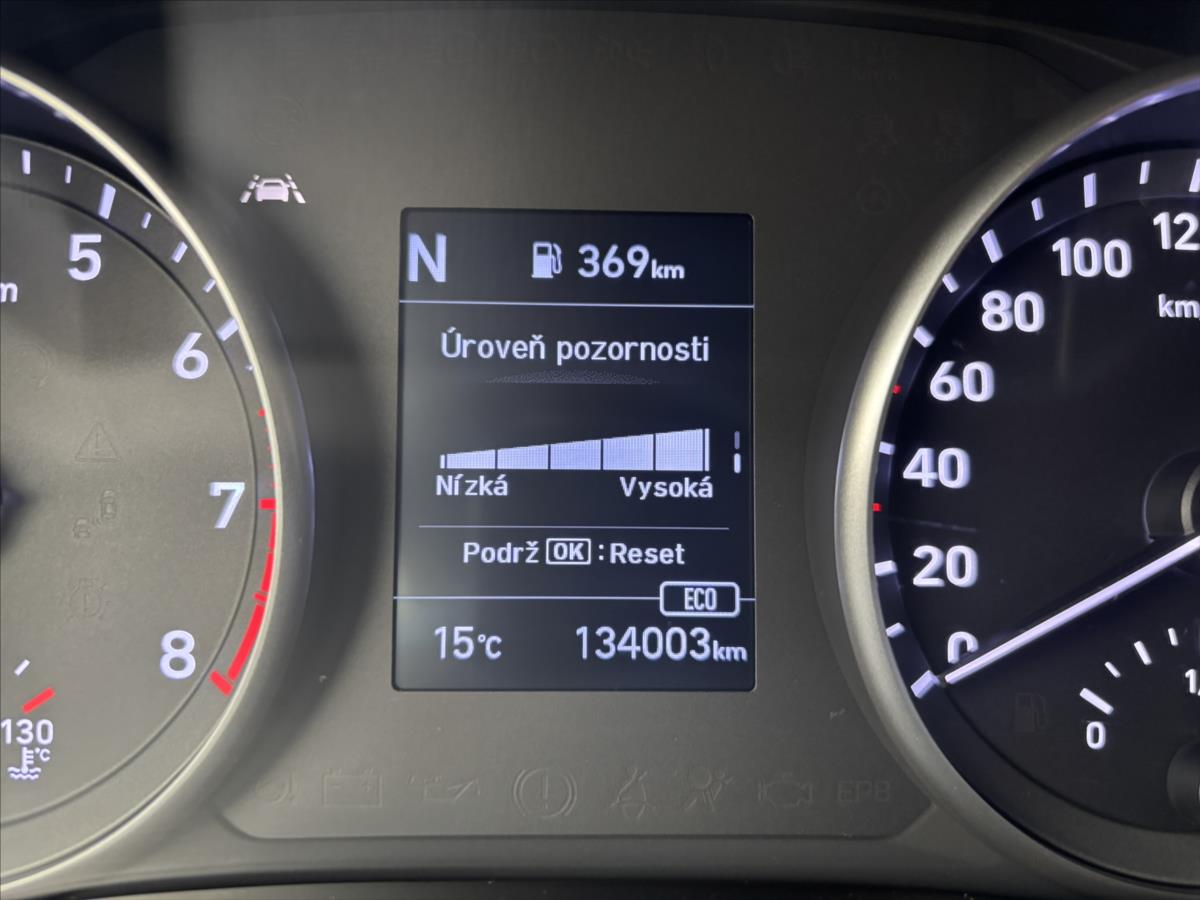 N 369km
Úroveň pozornosti
Nízká Vysoká
Podrž OK : Reset
ECO
15°C 134003km
5
6
7
8
130
°C
0
20
40
60
80
100
0
EPB